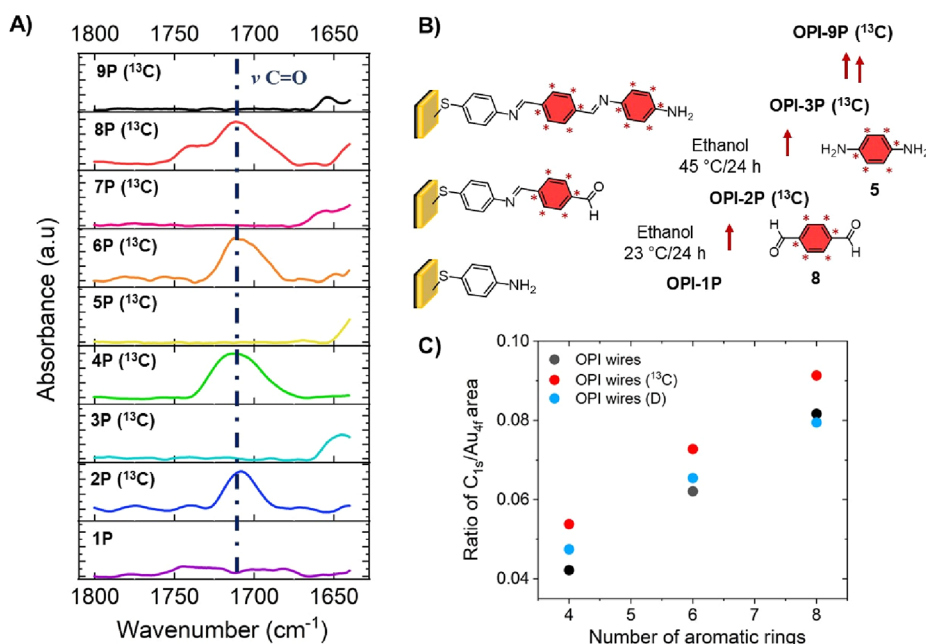 A)
1800 1750 1700 1650
9P (¹³C)
ν C=O
8P (¹³C)
7P (¹³C)
6P (¹³C)
5P (¹³C)
4P (¹³C)
3P (¹³C)
2P (¹³C)
1P
1800 1750 1700 1650
Wavenumber (cm⁻¹)
Absorbance (a.u)
B)
OPI-9P (¹³C)
S N N NH₂
* * * * * * * * * * * *
OPI-3P (¹³C)
Ethanol
45 °C/24 h
H₂N NH₂
* * * * * *
5
S N O H
* * * * * *
OPI-2P (¹³C)
Ethanol
23 °C/24 h
H O O H
* * * * * *
8
S NH₂
OPI-1P
C)
0.10
0.08
0.06
0.04
OPI wires
OPI wires (¹³C)
OPI wires (D)
Ratio of C₁ₛ/Au₄f area
4 5 6 7 8
Number of aromatic rings